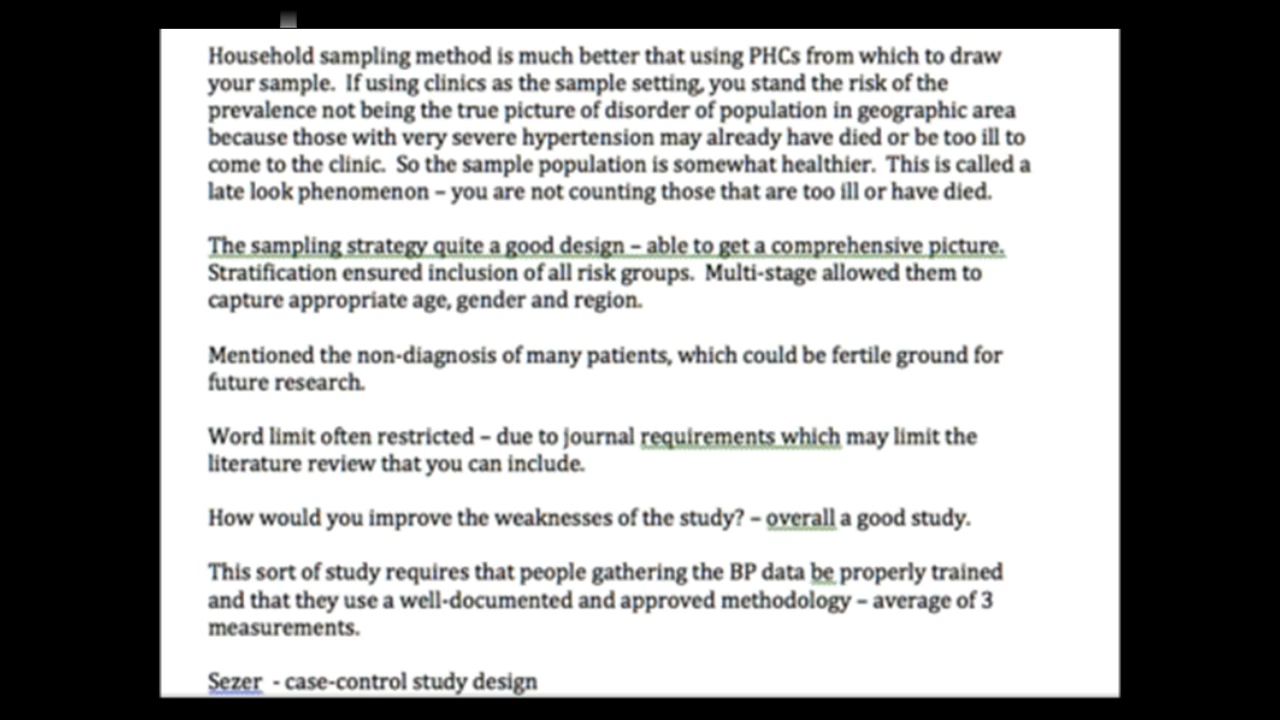 Household sampling method is much better that using PHCs from which to draw
your sample. If using clinics as the sample setting, you stand the risk of the
prevalence not being the true picture of disorder of population in geographic area
because those with very severe hypertension may already have died or be too ill to
come to the clinic. So the sample population is somewhat healthier. This is called a
late look phenomenon – you are not counting those that are too ill or have died.
The sampling strategy quite a good design – able to get a comprehensive picture.
Stratification ensured inclusion of all risk groups. Multi-stage allowed them to
capture appropriate age, gender and region.
Mentioned the non-diagnosis of many patients, which could be fertile ground for
future research.
Word limit often restricted – due to journal requirements which may limit the
literature review that you can include.
How would you improve the weaknesses of the study? – overall a good study.
This sort of study requires that people gathering the BP data be properly trained
and that they use a well-documented and approved methodology – average of 3
measurements.
Sezer - case-control study design